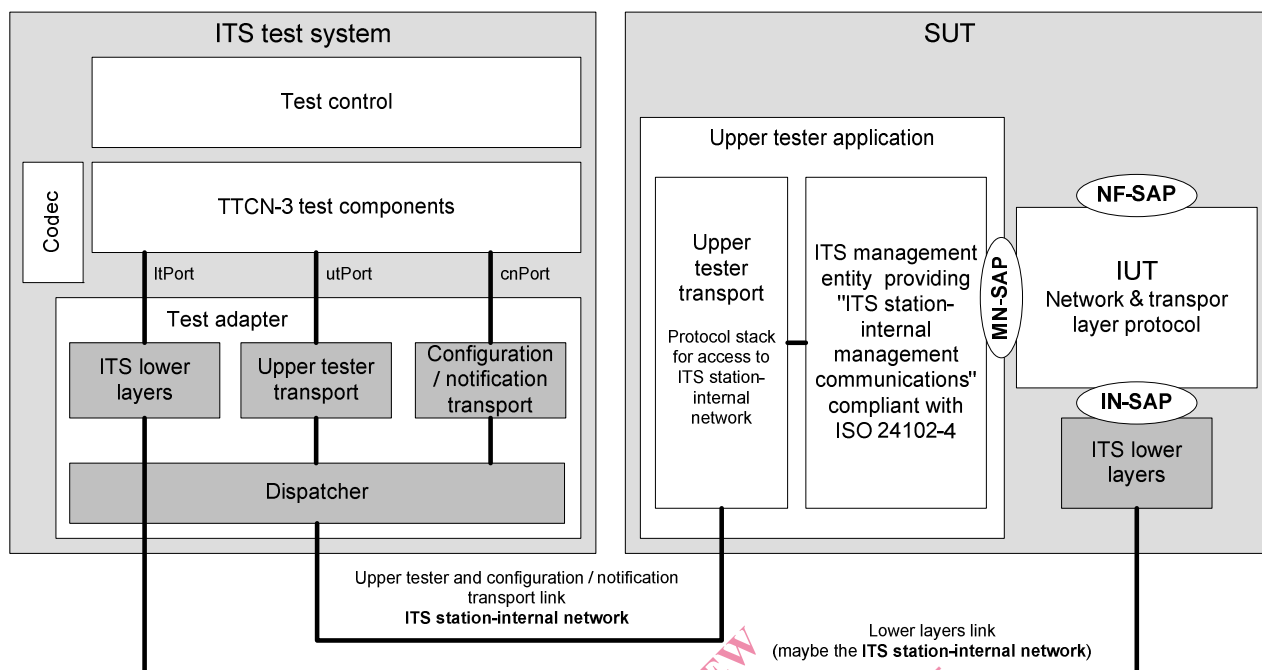 ITS test system
Test control
Codec
TTCN-3 test components
ltPort
utPort
cnPort
Test adapter
ITS lower
layers
Upper tester
transport
Configuration
/ notification
transport
Dispatcher
SUT
Upper tester application
Upper
tester
transport
Protocol stack
for access to
ITS station-
internal
network
ITS management
entity providing
"ITS station-
internal
management
communications"
compliant with
ISO 24102-4
MN-SAP
NF-SAP
IUT
Network & transpor
layer protocol
IN-SAP
ITS lower
layers
Upper tester and configuration / notification
transport link
ITS station-internal network
Lower layers link
(maybe the ITS station-internal network)
EW